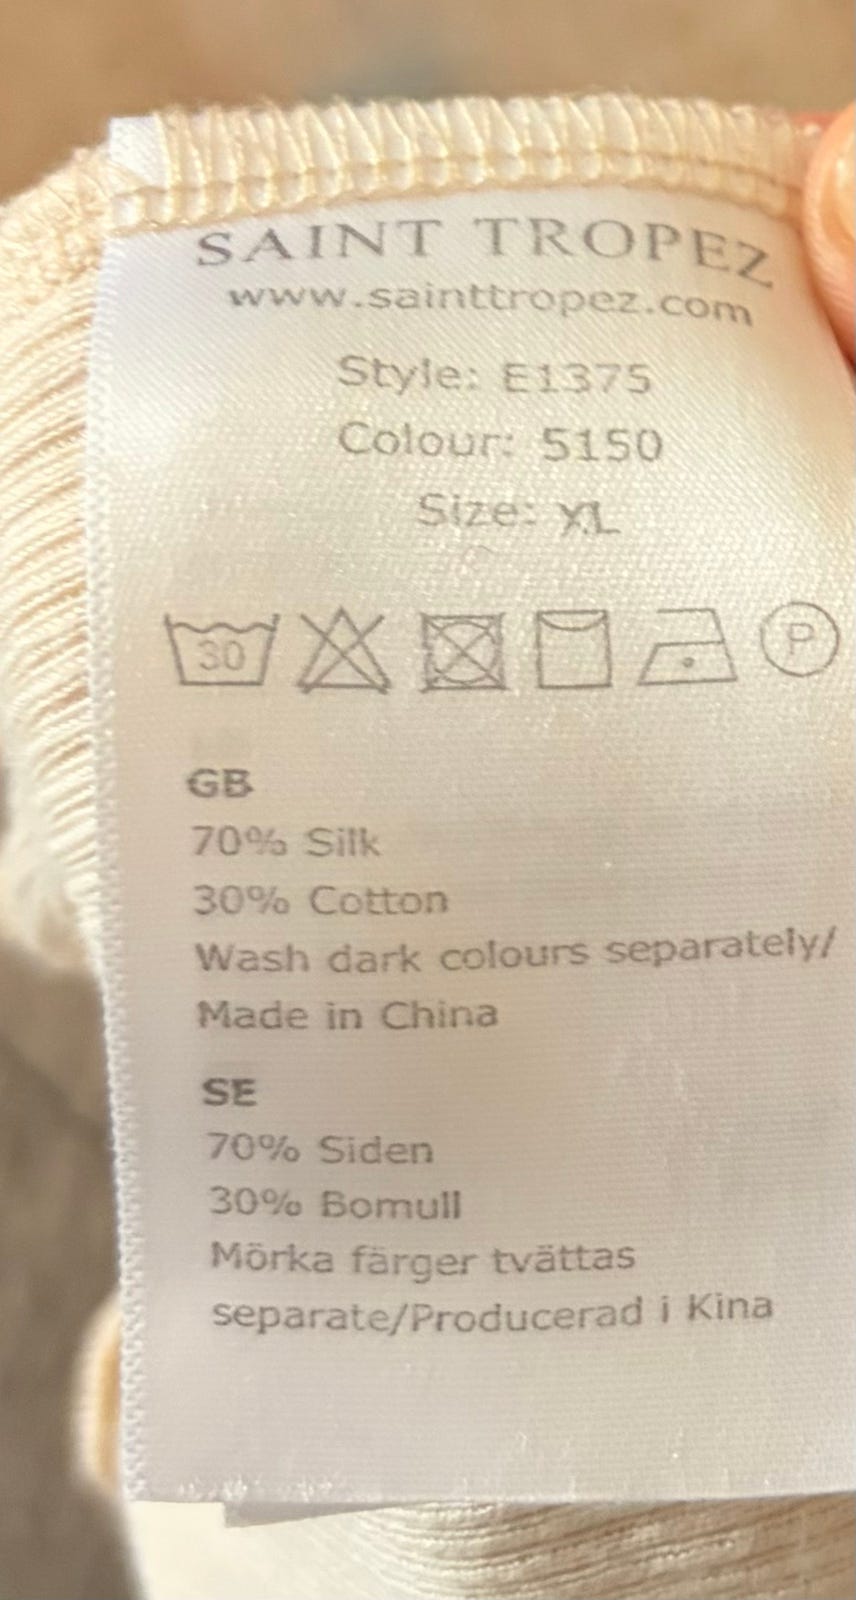 SAINT TROPEZ
www.sainttropez.com
Style: E1375
Colour: 5150
Size: XL
30 P
GB
70% Silk
30% Cotton
Wash dark colours separately/
Made in China
SE
70% Siden
30% Bomull
Mörka färger tvättas
separate/Producerad i Kina